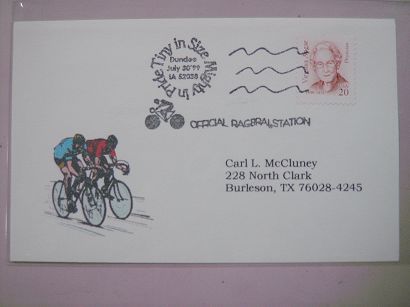 Tiny in Size Mighty in Pride
Dundee
July 30'99
IA 52038
OFFICIAL RAGBRAI STATION
20
Carl L. McCluney
228 North Clark
Burleson, TX 76028-4245